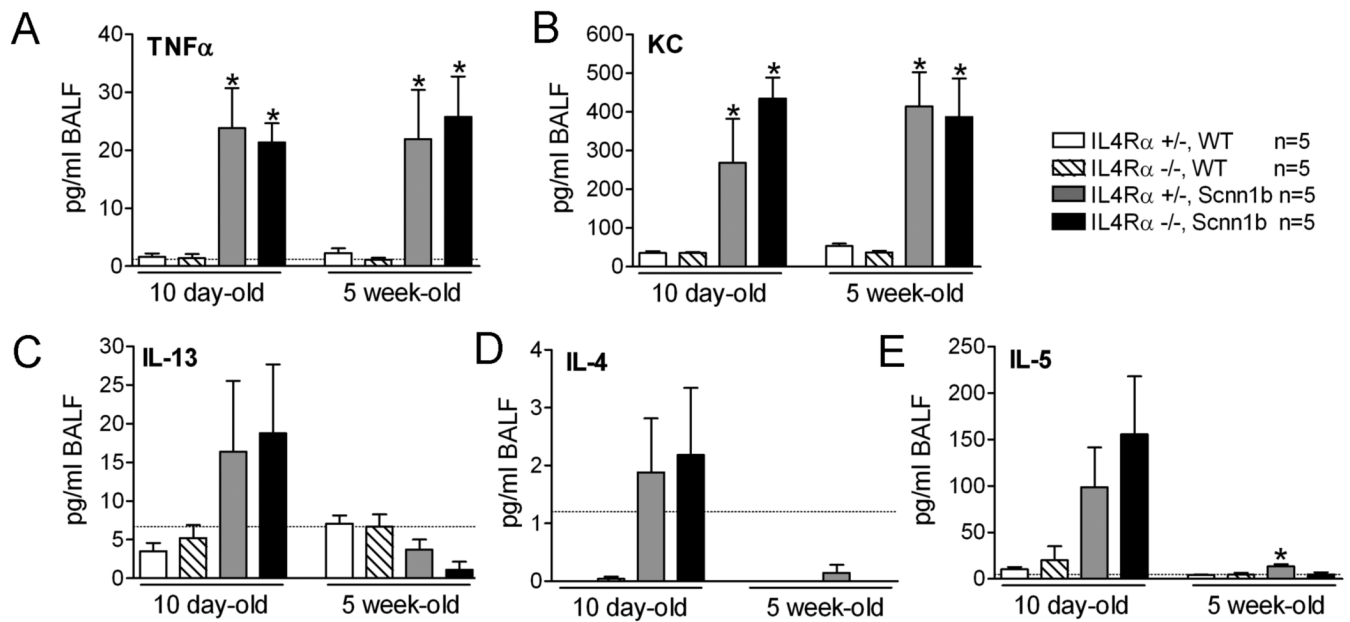 A
TNFα
pg/ml BALF
40
30
20
10
0
* * * *
10 day-old 5 week-old
B
KC
pg/ml BALF
600
500
400
300
200
100
0
* * * *
10 day-old 5 week-old
IL4Rα +/-, WT n=5
IL4Rα -/-, WT n=5
IL4Rα +/-, Scnn1b n=5
IL4Rα -/-, Scnn1b n=5
C
IL-13
pg/ml BALF
30
25
20
15
10
5
0
10 day-old 5 week-old
D
IL-4
pg/ml BALF
4
3
2
1
0
10 day-old 5 week-old
E
IL-5
pg/ml BALF
250
200
150
100
50
0
*
10 day-old 5 week-old